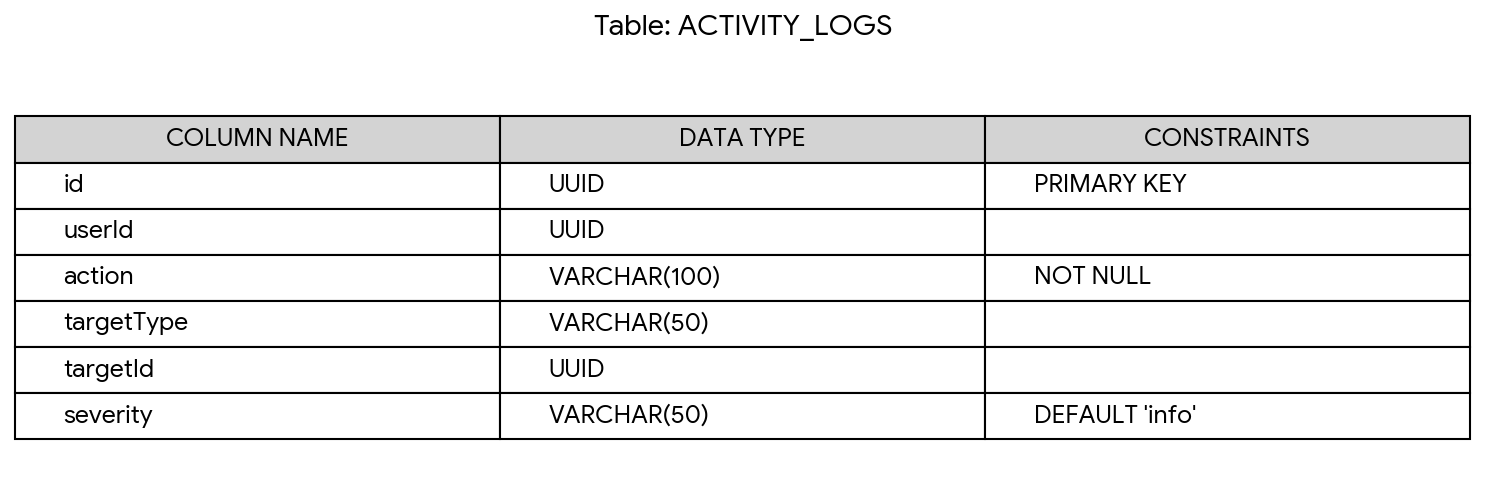 Table: ACTIVITY_LOGS
COLUMN NAME DATA TYPE CONSTRAINTS
id UUID PRIMARY KEY
userId UUID
action VARCHAR(100) NOT NULL
targetType VARCHAR(50)
targetId UUID
severity VARCHAR(50) DEFAULT 'info'